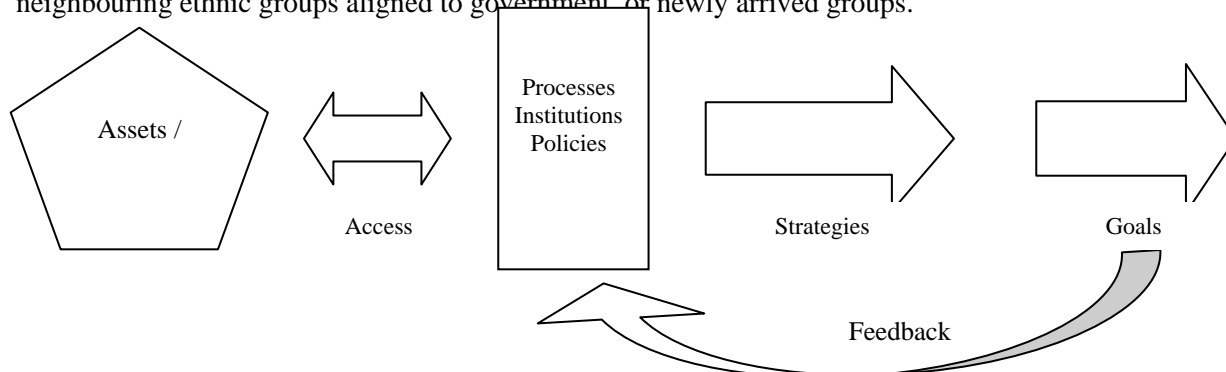 neighbouring ethnic groups aligned to government or newly arrived groups.
Assets /
Processes
Institutions
Policies
Access
Strategies
Goals
Feedback